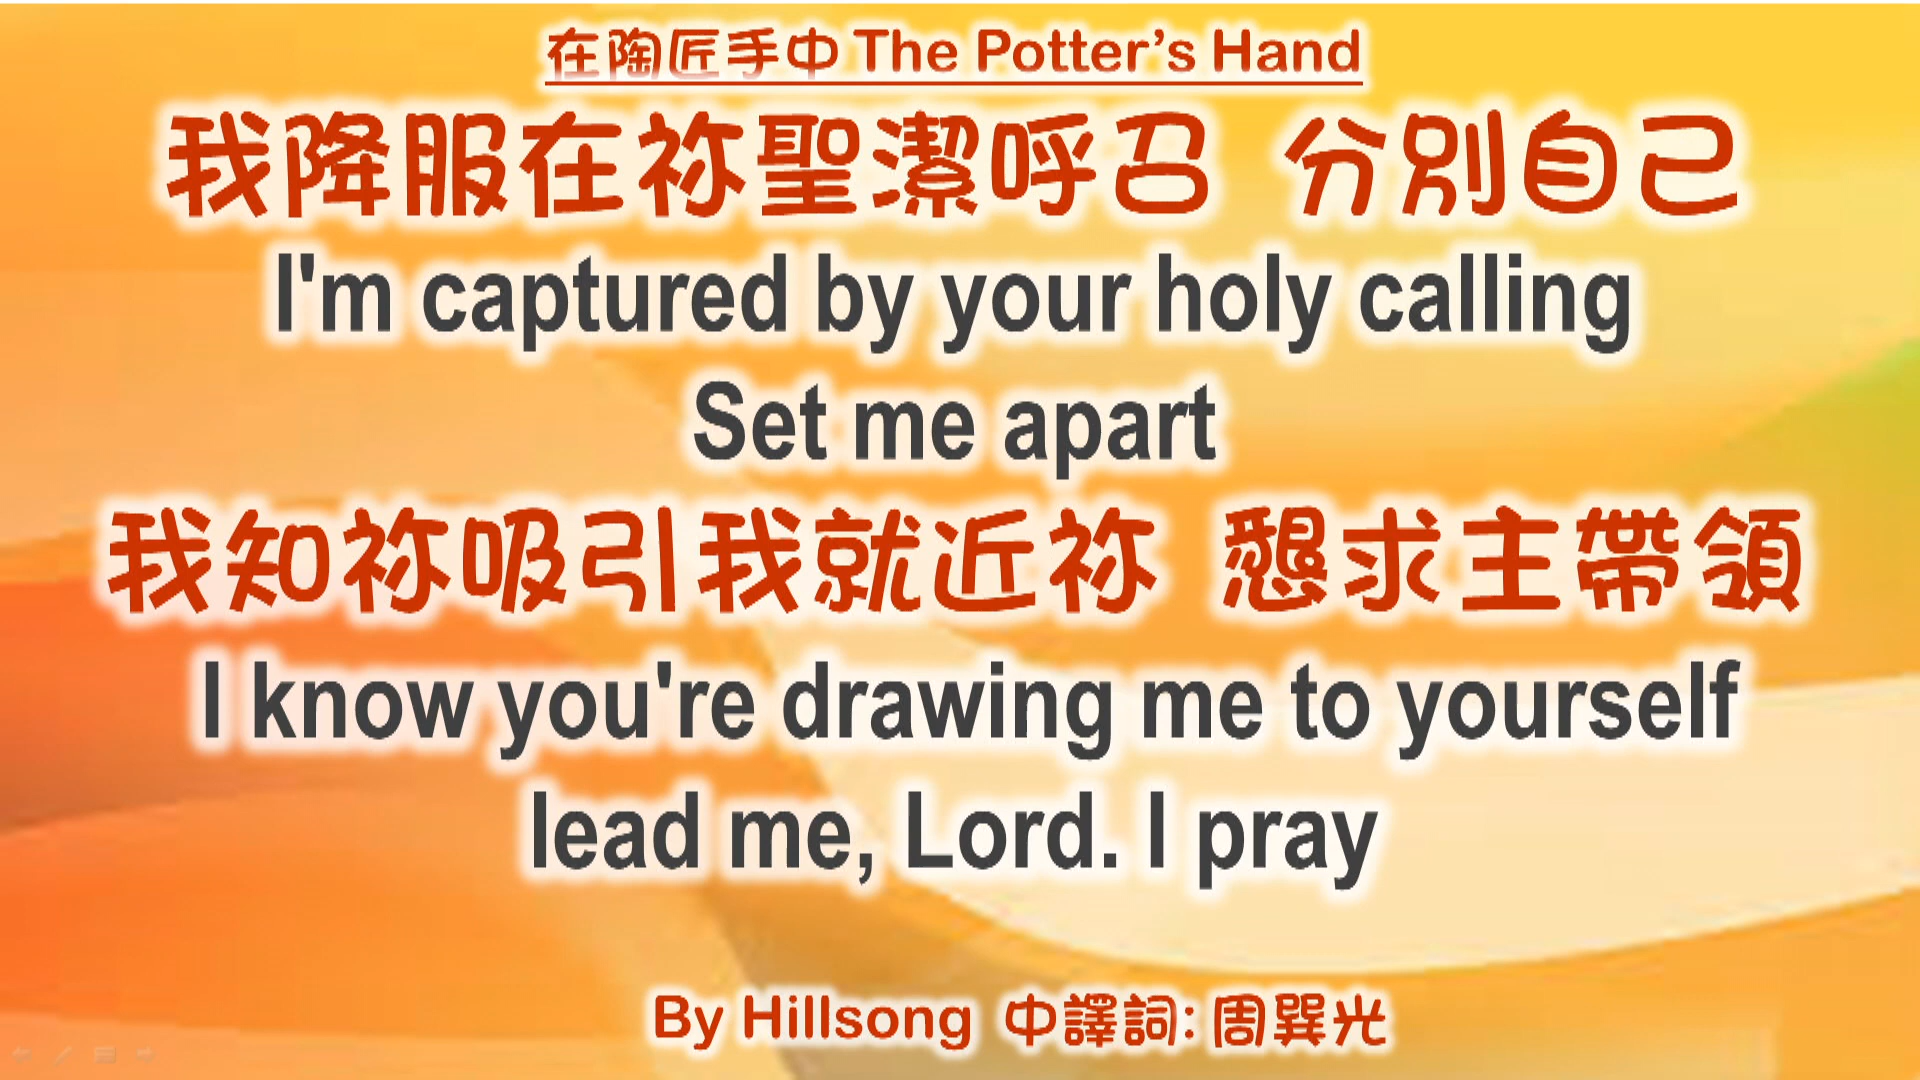 在陶匠手中 The Potter’s Hand
我降服在祢聖潔呼召 分別自己
I'm captured by your holy calling
Set me apart
我知祢吸引我就近祢 懇求主帶領
I know you're drawing me to yourself
lead me, Lord. I pray
By Hillsong 中譯詞: 周巽光